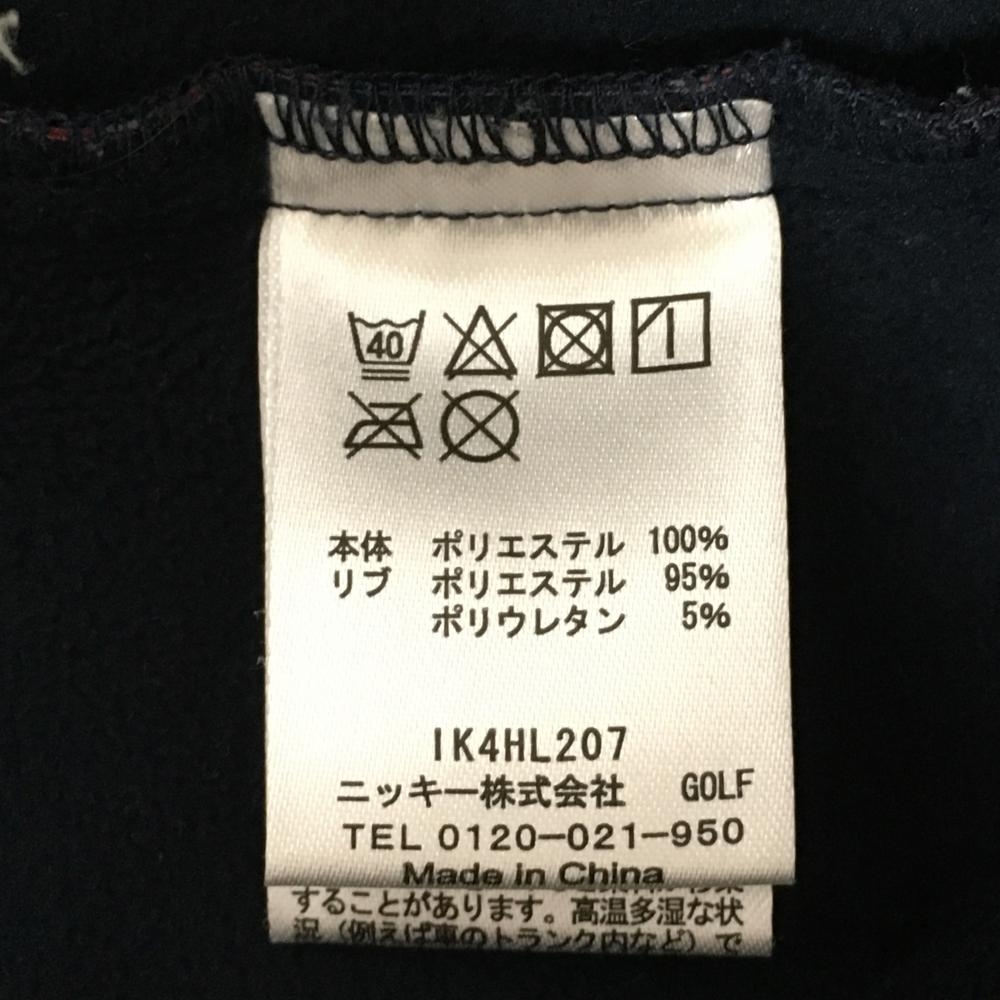 40
本体 ポリエステル 100%
リブ ポリエステル 95%
ポリウレタン 5%
IK4HL207
ニッキー株式会社 GOLF
TEL 0120-021-950
Made in China
することがあります。高温多湿な状
況(例えば車のトランク内など)で